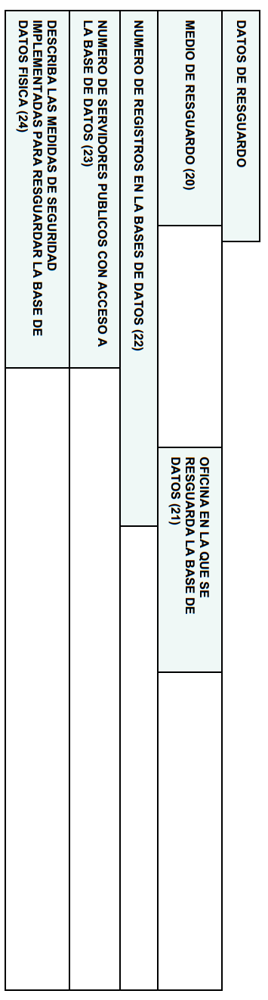 DATOS DE RESGUARDO
MEDIO DE RESGUARDO (20)
OFICINA EN LA QUE SE
RESGUARDA LA BASE DE
DATOS (21)
NUMERO DE REGISTROS EN LA BASES DE DATOS (22)
NUMERO DE SERVIDORES PUBLICOS CON ACCESO A
LA BASE DE DATOS (23)
DESCRIBA LAS MEDIDAS DE SEGURIDAD
IMPLEMENTADAS PARA RESGUARDAR LA BASE DE
DATOS FISICA (24)